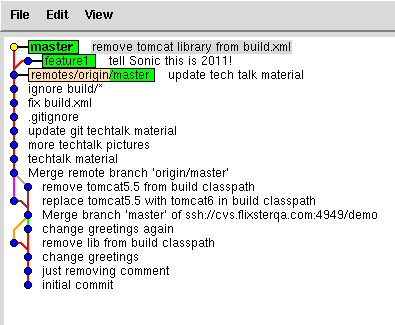 File Edit View
master remove tomcat library from build.xml
feature1 tell Sonic this is 2011!
remotes/origin/master update tech talk material
ignore build/*
fix build.xml
.gitignore
update git techtalk material
more techtalk pictures
techtalk material
Merge remote branch 'origin/master'
remove tomcat5.5 from build classpath
replace tomcat5.5 with tomcat6 in build classpath
Merge branch 'master' of ssh://cvs.flixsterqa.com:4949/demo
change greetings again
remove lib from build classpath
change greetings
just removing comment
initial commit